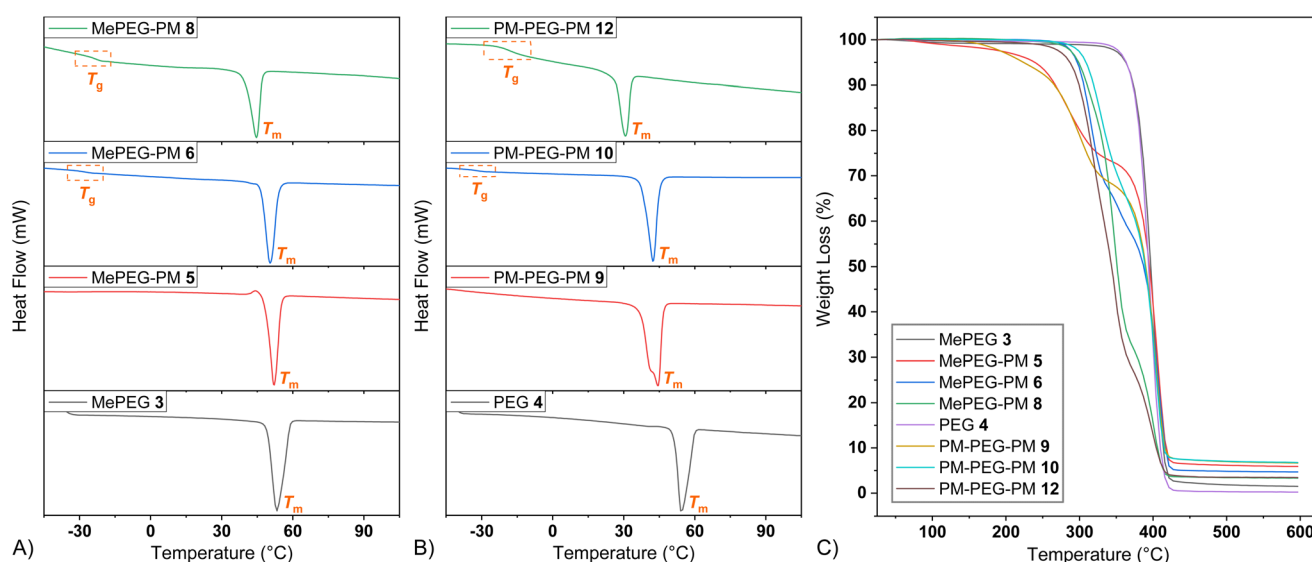 MePEG-PM 8
Tg
Tm
MePEG-PM 6
Tg
Tm
MePEG-PM 5
Tm
MePEG 3
Tm
Heat Flow (mW)
-30 0 30 60 90
Temperature (°C)
A)
PM-PEG-PM 12
Tg
Tm
PM-PEG-PM 10
Tg
Tm
PM-PEG-PM 9
Tm
PEG 4
Tm
Heat Flow (mW)
-30 0 30 60 90
Temperature (°C)
B)
100
90
80
70
60
50
40
30
20
10
0
Weight Loss (%)
MePEG 3
MePEG-PM 5
MePEG-PM 6
MePEG-PM 8
PEG 4
PM-PEG-PM 9
PM-PEG-PM 10
PM-PEG-PM 12
100 200 300 400 500 600
Temperature (°C)
C)